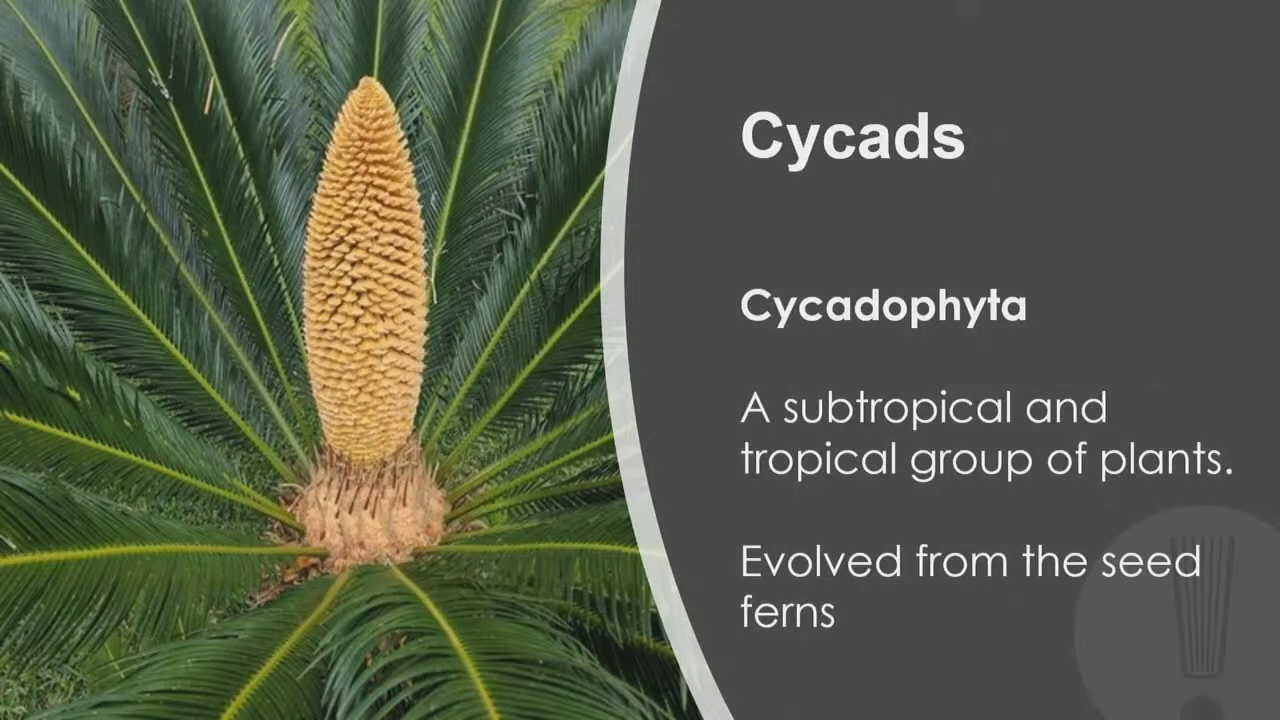 Cycads
Cycadophyta
A subtropical and
tropical group of plants.
Evolved from the seed
ferns